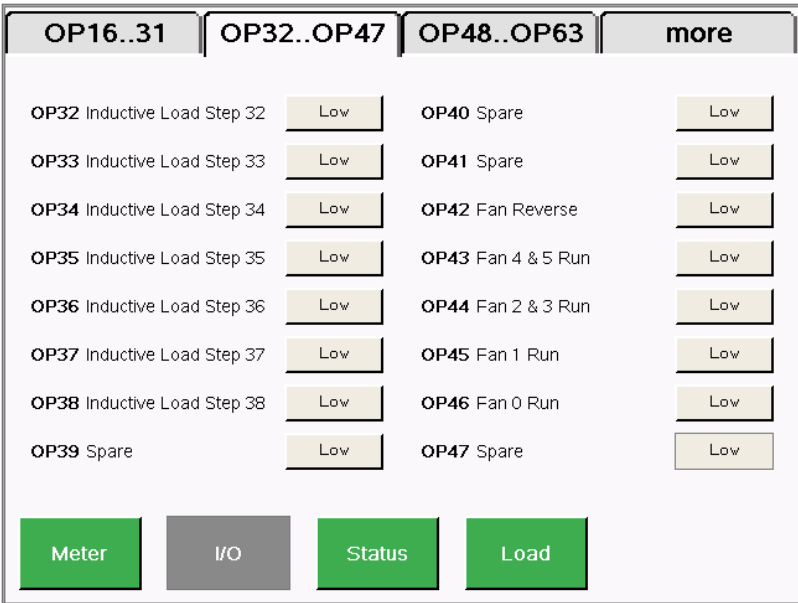 OP16..31 OP32..OP47 OP48..OP63 more
OP32 Inductive Load Step 32 Low OP40 Spare Low
OP33 Inductive Load Step 33 Low OP41 Spare Low
OP34 Inductive Load Step 34 Low OP42 Fan Reverse Low
OP35 Inductive Load Step 35 Low OP43 Fan 4 & 5 Run Low
OP36 Inductive Load Step 36 Low OP44 Fan 2 & 3 Run Low
OP37 Inductive Load Step 37 Low OP45 Fan 1 Run Low
OP38 Inductive Load Step 38 Low OP46 Fan 0 Run Low
OP39 Spare Low OP47 Spare Low
Meter I/O Status Load